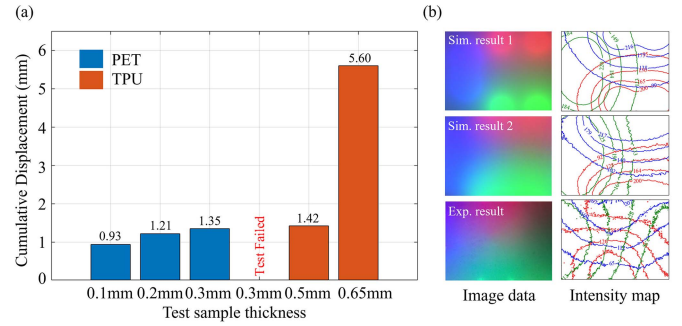 (a)
Cumulative Displacement (mm)
6
5
4
3
2
1
0
PET
TPU
0.93
1.21
1.35
Test Failed
1.42
5.60
0.1mm 0.2mm 0.3mm 0.3mm 0.5mm 0.65mm
Test sample thickness
(b)
Sim. result 1
Sim. result 2
Exp. result
Image data
Intensity map